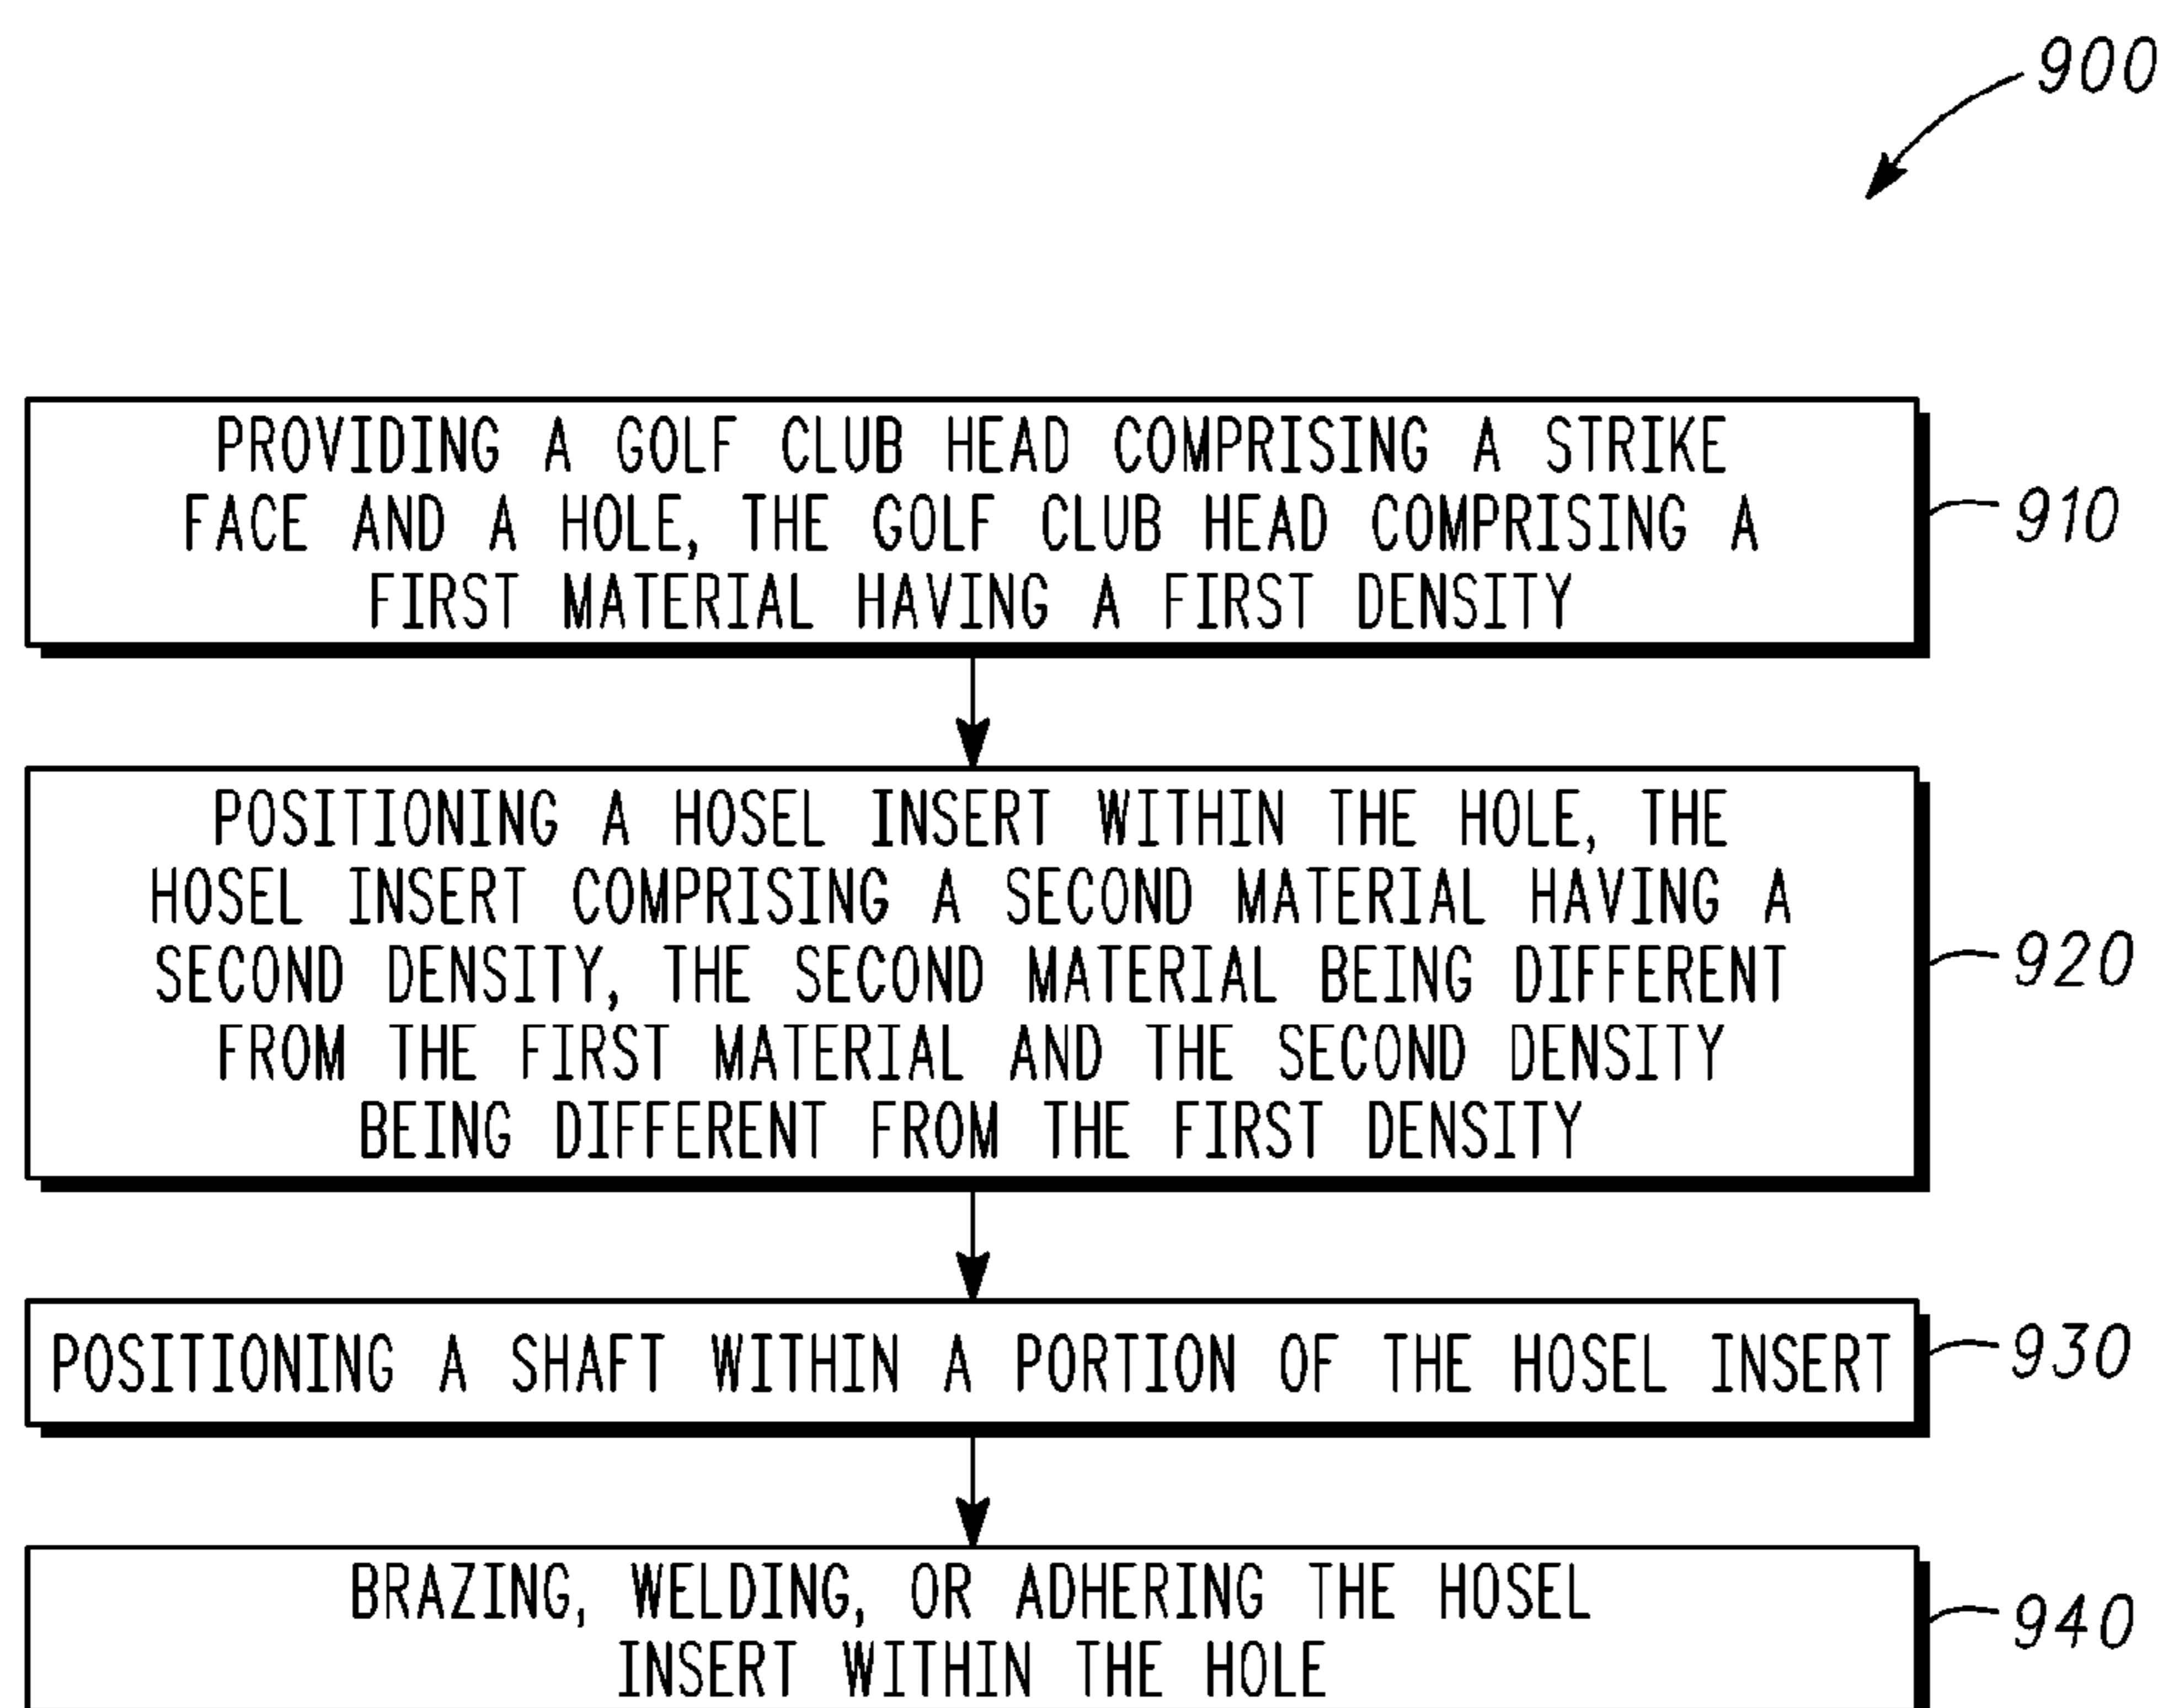 900
PROVIDING A GOLF CLUB HEAD COMPRISING A STRIKE
FACE AND A HOLE, THE GOLF CLUB HEAD COMPRISING A
FIRST MATERIAL HAVING A FIRST DENSITY
910
POSITIONING A HOSEL INSERT WITHIN THE HOLE, THE
HOSEL INSERT COMPRISING A SECOND MATERIAL HAVING A
SECOND DENSITY, THE SECOND MATERIAL BEING DIFFERENT
FROM THE FIRST MATERIAL AND THE SECOND DENSITY
BEING DIFFERENT FROM THE FIRST DENSITY
920
POSITIONING A SHAFT WITHIN A PORTION OF THE HOSEL INSERT
930
BRAZING, WELDING, OR ADHERING THE HOSEL
INSERT WITHIN THE HOLE
940